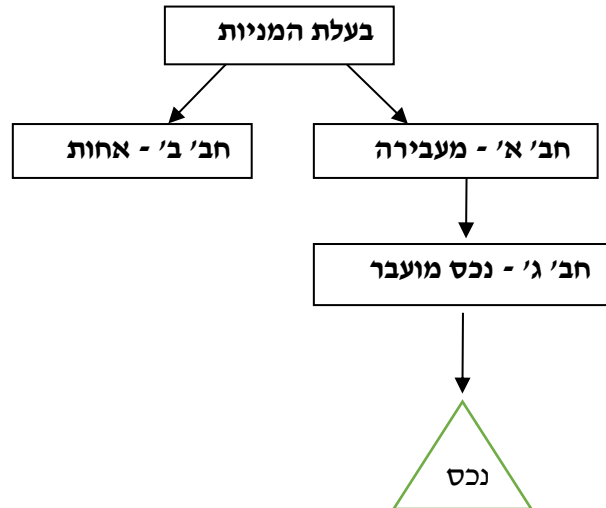 בעלת המניות
חב' א' - מעבירה
חב' ב' - אחות
חב' ג' - נכס מועבר
נכס